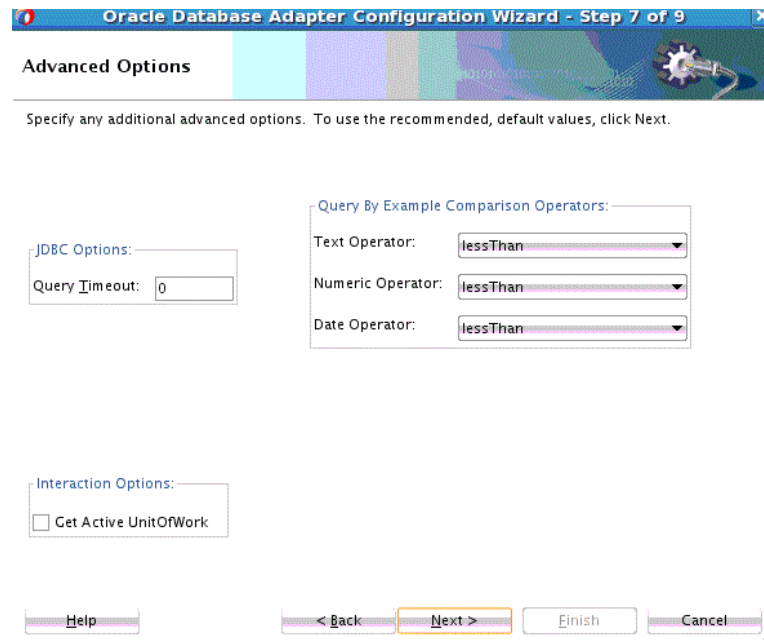 Oracle Database Adapter Configuration Wizard - Step 7 of 9
Advanced Options
Specify any additional advanced options. To use the recommended, default values, click Next.
Query By Example Comparison Operators:
Text Operator: lessThan
JDBC Options:
Query Timeout: 0
Numeric Operator: lessThan
Date Operator: lessThan
Interaction Options:
Get Active UnitOfWork
Help < Back Next > Finish Cancel